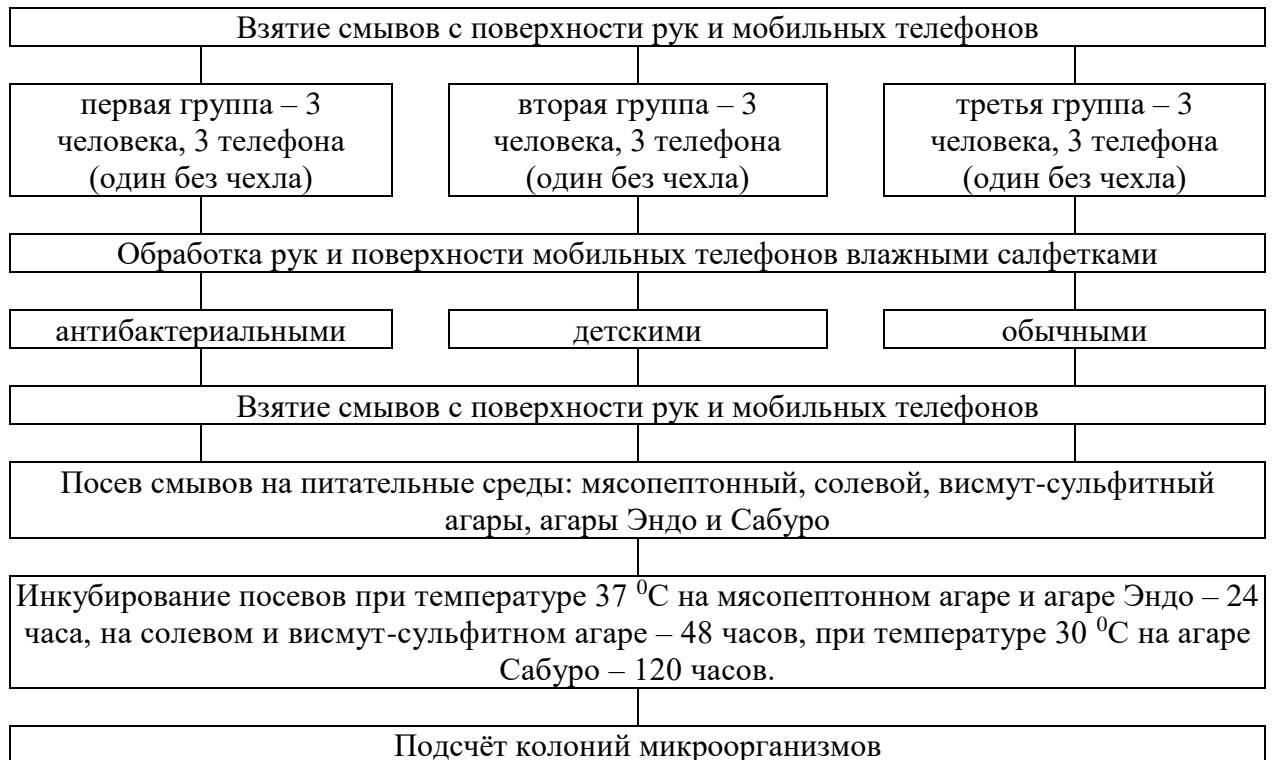 Взятие смывов с поверхности рук и мобильных телефонов
первая группа – 3
человека, 3 телефона
(один без чехла)
вторая группа – 3
человека, 3 телефона
(один без чехла)
третья группа – 3
человека, 3 телефона
(один без чехла)
Обработка рук и поверхности мобильных телефонов влажными салфетками
антибактериальными
детскими
обычными
Взятие смывов с поверхности рук и мобильных телефонов
Посев смывов на питательные среды: мясопептонный, солевой, висмут-сульфитный
агары, агары Эндо и Сабуро
Инкубирование посевов при температуре 37 ⁰С на мясопептонном агаре и агаре Эндо – 24
часа, на солевом и висмут-сульфитном агаре – 48 часов, при температуре 30 ⁰С на агаре
Сабуро – 120 часов.
Подсчёт колоний микроорганизмов